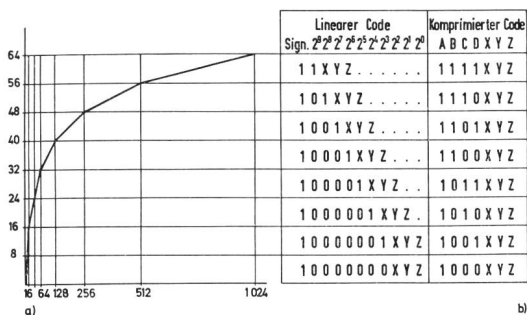 Linearer Code Komprimierter Code
Sign. 2⁹ 2⁸ 2⁷ 2⁶ 2⁵ 2⁴ 2³ 2² 2¹ 2⁰ A B C D X Y Z
1 1 X Y Z . . . . . . 1 1 1 1 X Y Z
1 0 1 X Y Z . . . . . 1 1 1 0 X Y Z
1 0 0 1 X Y Z . . . . 1 1 0 1 X Y Z
1 0 0 0 1 X Y Z . . . 1 1 0 0 X Y Z
1 0 0 0 0 1 X Y Z . . 1 0 1 1 X Y Z
1 0 0 0 0 0 1 X Y Z . 1 0 1 0 X Y Z
1 0 0 0 0 0 0 1 X Y Z 1 0 0 1 X Y Z
1 0 0 0 0 0 0 0 X Y Z 1 0 0 0 X Y Z
64
56
48
40
32
24
16
8
16 64 128 256 512 1024
a) b)